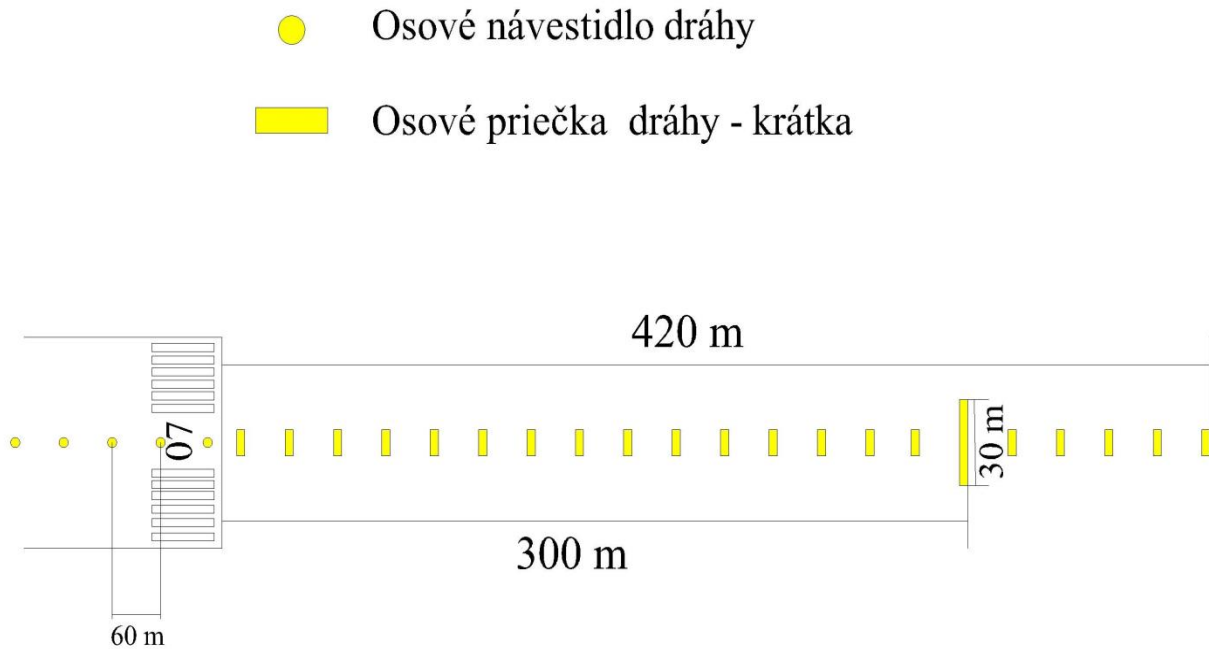 Osové návestidlo dráhy
Osové priečka dráhy - krátka
420 m
07
30 m
300 m
60 m